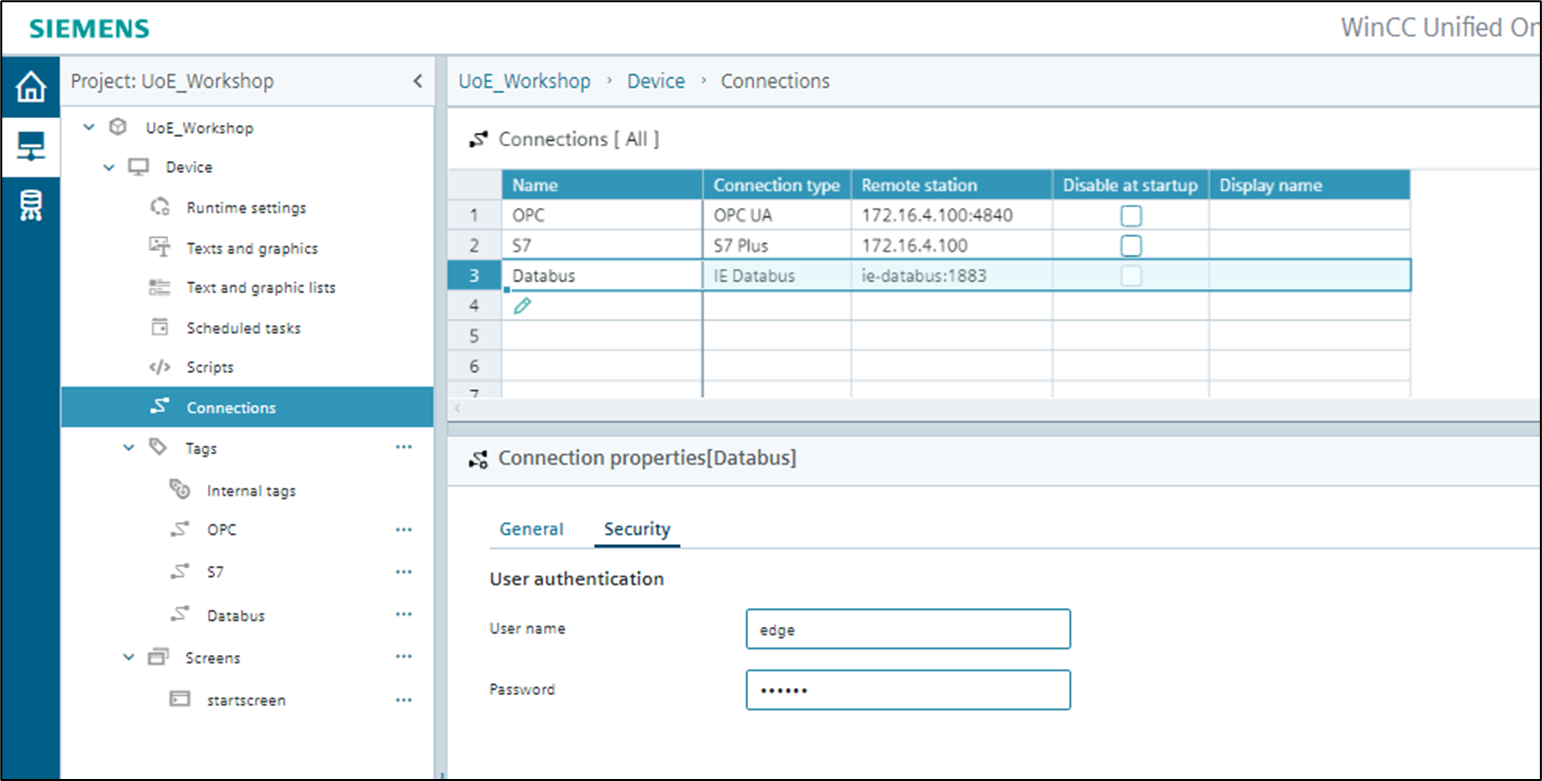 SIEMENS
WinCC Unified On
Project: UoE_Workshop
UoE_Workshop
Device
Runtime settings
Texts and graphics
Text and graphic lists
Scheduled tasks
Scripts
Connections
Tags
Internal tags
OPC
S7
Databus
Screens
startscreen
UoE_Workshop › Device › Connections
Connections [ All ]
Name Connection type Remote station Disable at startup Display name
1 OPC OPC UA 172.16.4.100:4840
2 S7 S7 Plus 172.16.4.100
3 Databus IE Databus ie-databus:1883
4
5
6
7
Connection properties[Databus]
General Security
User authentication
User name edge
Password ••••••